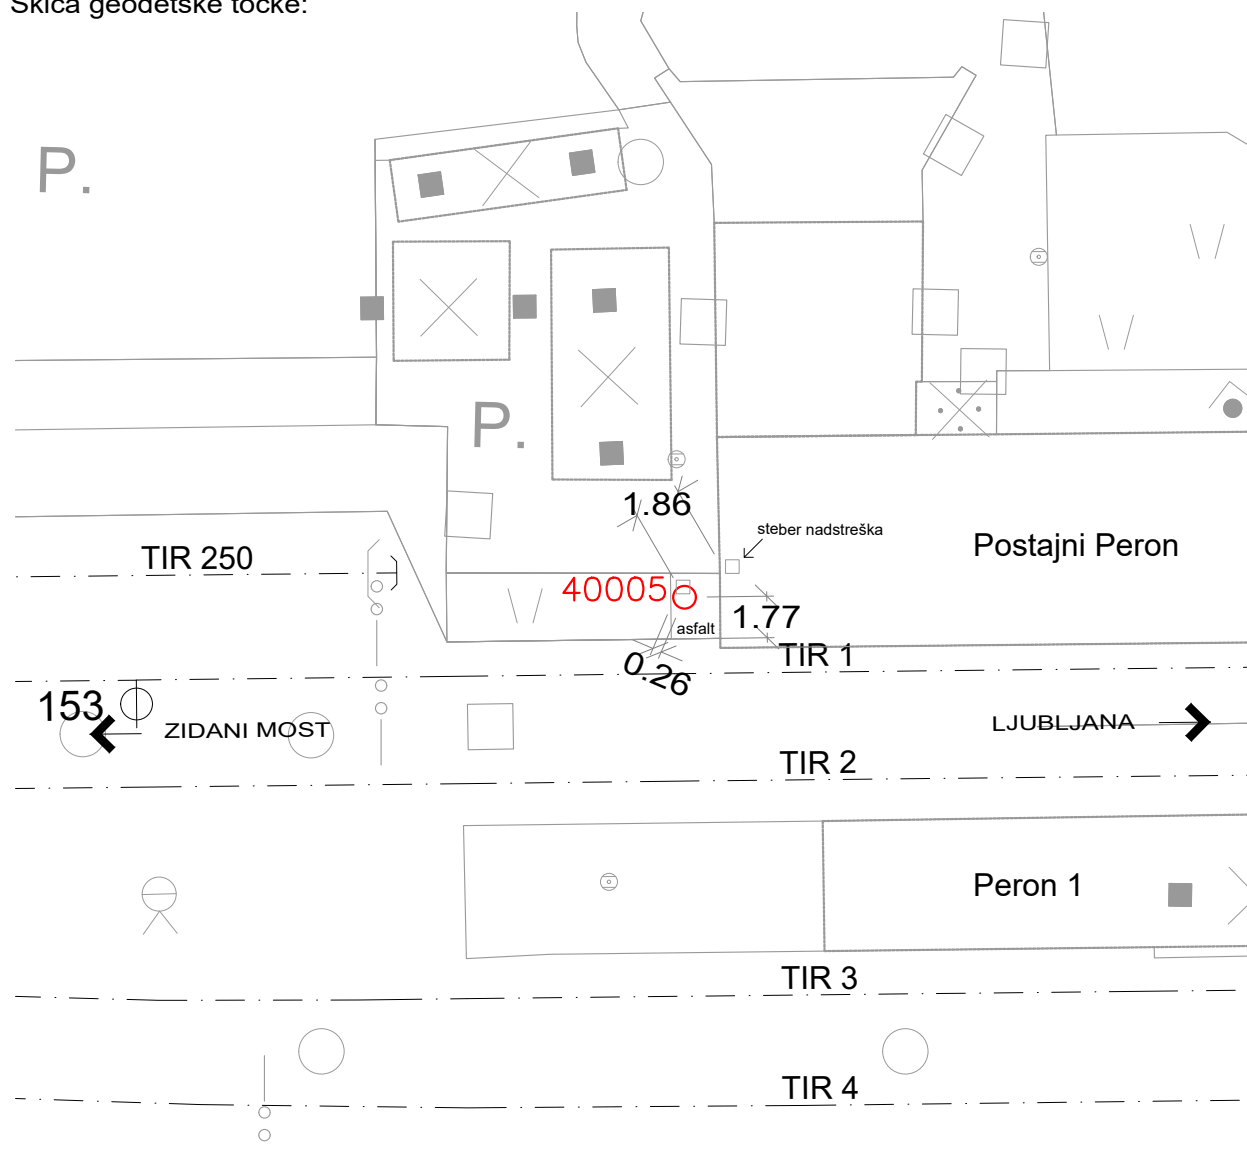 Skica geodetske točke:
P.
P.
1.86
steber nadstreška
Postajni Peron
TIR 250
40005
1.77
asfalt
TIR 1
0.26
153
ZIDANI MOST
LJUBLJANA
TIR 2
Peron 1
TIR 3
TIR 4